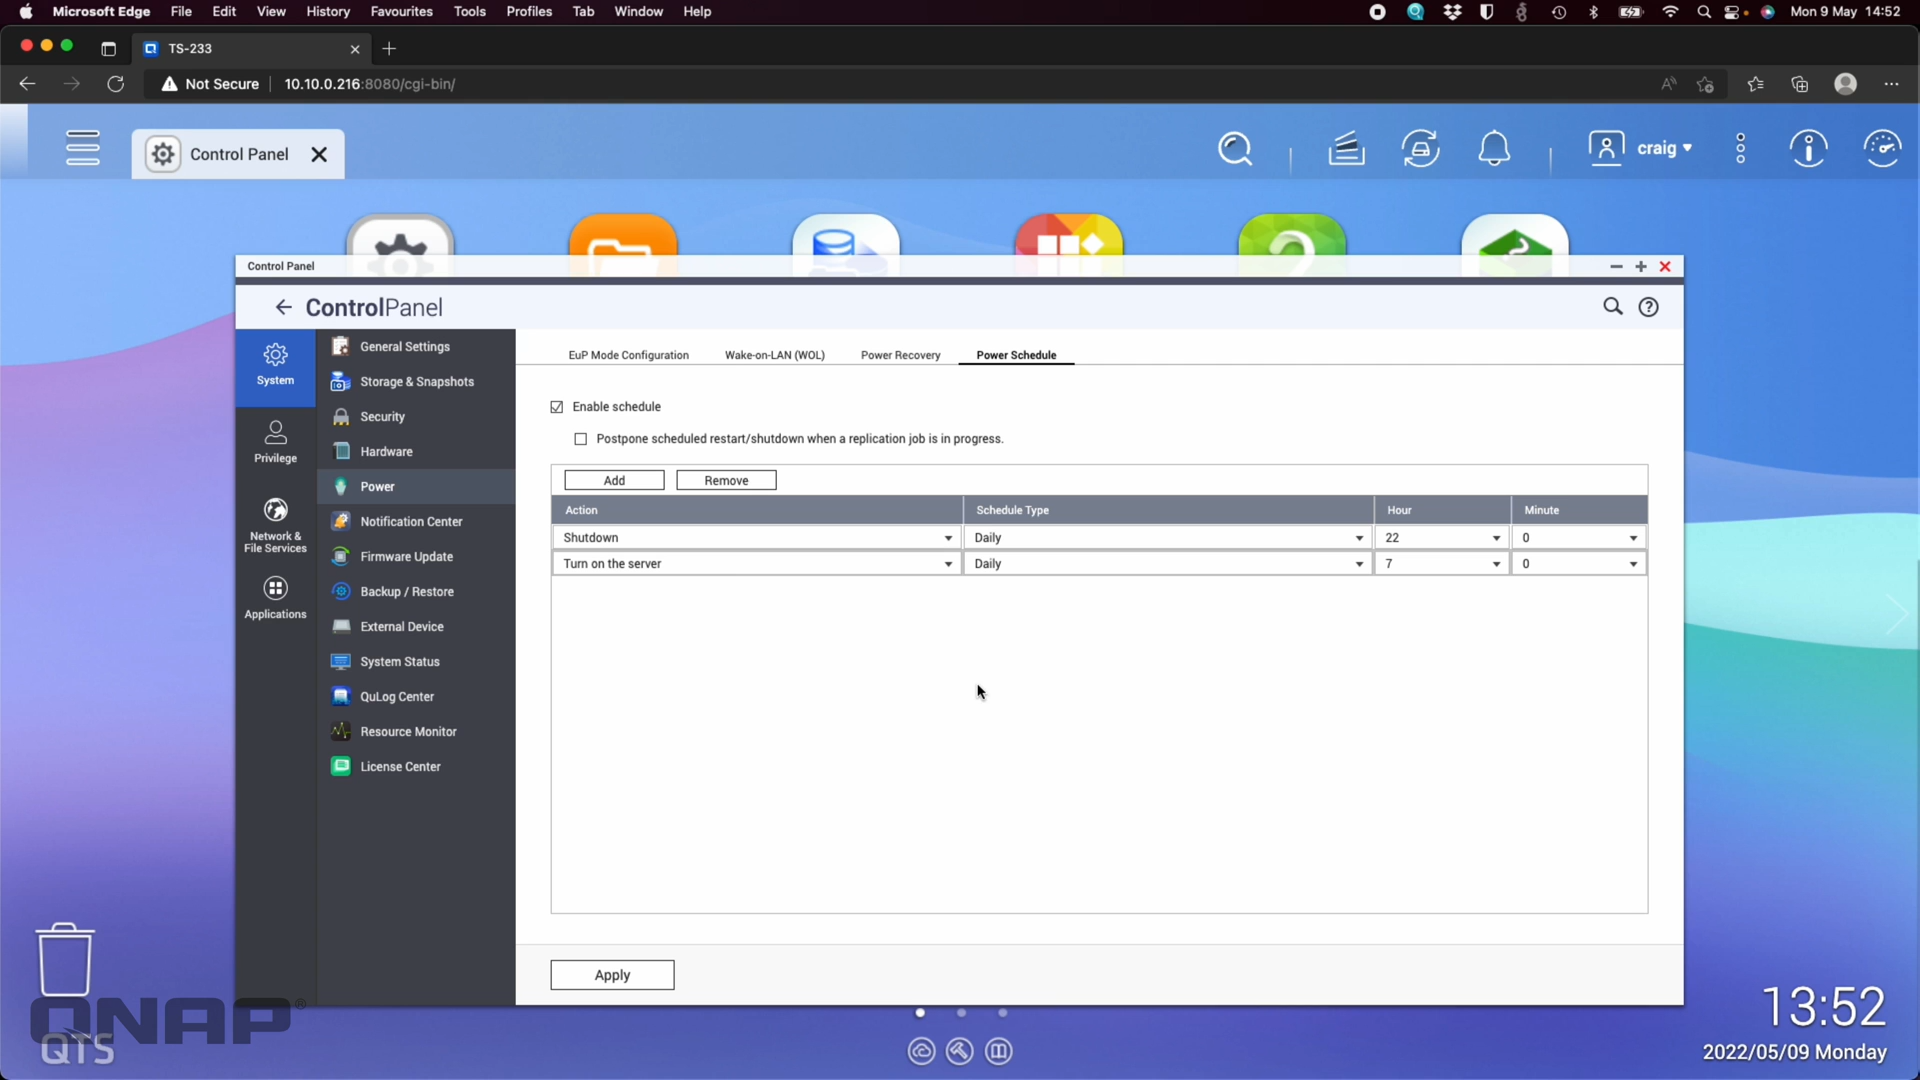 Microsoft Edge File Edit View History Favourites Tools Profiles Tab Window Help Mon 9 May 14:52
TS-233
Not Secure 10.10.0.216:8080/cgi-bin/
Control Panel craig
Control Panel
ControlPanel
System
Privilege
Network &
File Services
Applications
General Settings
Storage & Snapshots
Security
Hardware
Power
Notification Center
Firmware Update
Backup / Restore
External Device
System Status
QuLog Center
Resource Monitor
License Center
EuP Mode Configuration Wake-on-LAN (WOL) Power Recovery Power Schedule
Enable schedule
Postpone scheduled restart/shutdown when a replication job is in progress.
Add Remove
Action Schedule Type Hour Minute
Shutdown Daily 22 0
Turn on the server Daily 7 0
Apply
QNAP®
QTS
13:52
2022/05/09 Monday